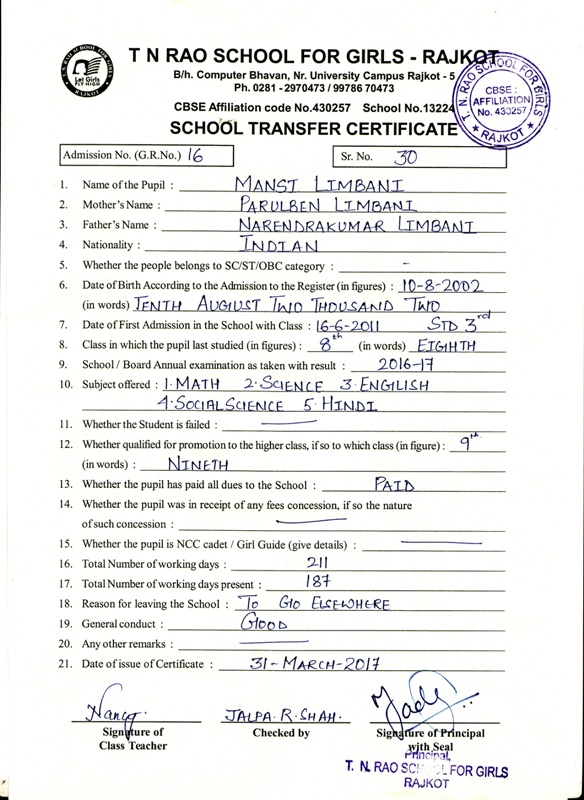 T. N. RAO SCHOOL FOR GIRLS
Let Girls
FLY HIGH
RAJKOT
T N RAO SCHOOL FOR GIRLS - RAJKOT
B/h. Computer Bhavan, Nr. University Campus Rajkot - 5
Ph. 0281 - 2970473 / 99786 70473
CBSE Affiliation code No.430257 School No.13224
T. N. RAO SCHOOL FOR GIRLS
CBSE :
AFFILIATION
No. 430257
★ RAJKOT ★
SCHOOL TRANSFER CERTIFICATE
Admission No. (G.R.No.) 16 Sr. No. 30
1. Name of the Pupil : MANSI LIMBANI
2. Mother's Name : PARULBEN LIMBANI
3. Father's Name : NARENDRAKUMAR LIMBANI
4. Nationality : INDIAN
5. Whether the people belongs to SC/ST/OBC category : -
6. Date of Birth According to the Admission to the Register (in figures) : 10-8-2002
(in words) TENTH AUGUST TWO THOUSAND TWO
7. Date of First Admission in the School with Class : 16-6-2011 STD 3rd
8. Class in which the pupil last studied (in figures) : 8th (in words) EIGHTH
9. School / Board Annual examination as taken with result : 2016-17
10. Subject offered : 1. MATH 2. SCIENCE 3. ENGLISH
4. SOCIAL SCIENCE 5. HINDI
11. Whether the Student is failed : —
12. Whether qualified for promotion to the higher class, if so to which class (in figure) : 9th
(in words) : NINETH
13. Whether the pupil has paid all dues to the School : PAID
14. Whether the pupil was in receipt of any fees concession, if so the nature
of such concession : —
15. Whether the pupil is NCC cadet / Girl Guide (give details) : —
16. Total Number of working days : 211
17. Total Number of working days present : 187
18. Reason for leaving the School : TO GO ELSEWHERE
19. General conduct : GOOD
20. Any other remarks : —
21. Date of issue of Certificate : 31-MARCH-2017
JALPA.R.SHAH.
Signature of Checked by Signature of Principal
Class Teacher with Seal
Principal,
T. N. RAO SCHOOL FOR GIRLS
RAJKOT